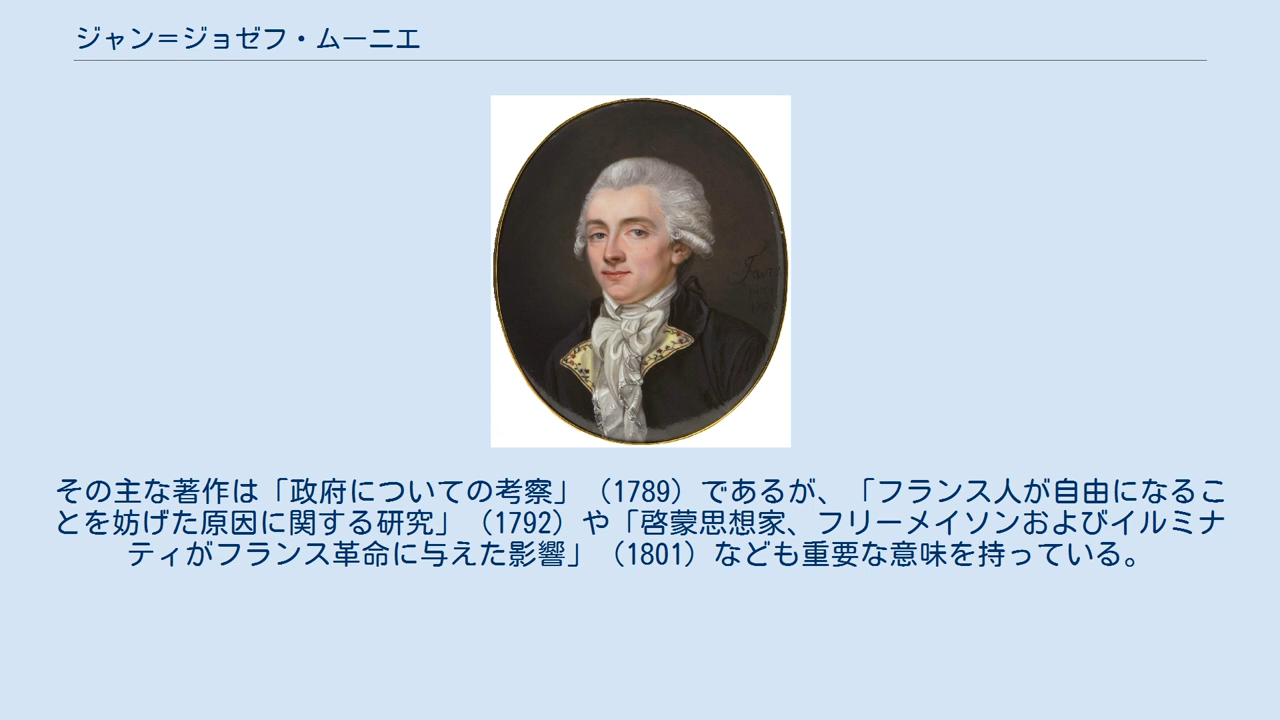 ジャン＝ジョゼフ・ムーニエ
その主な著作は「政府についての考察」（1789）であるが、「フランス人が自由になるこ
とを妨げた原因に関する研究」（1792）や「啓蒙思想家、フリーメイソンおよびイルミナ
ティがフランス革命に与えた影響」（1801）なども重要な意味を持っている。